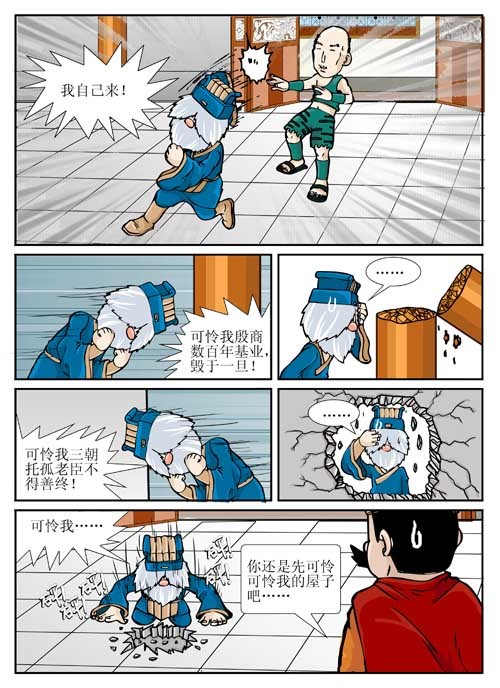 我自己来！
可怜我殷商
数百年基业，
毁于一旦！
……
可怜我三朝
托孤老臣不
得善终！
……
可怜我……
你还是先可怜
可怜我的屋子
吧……